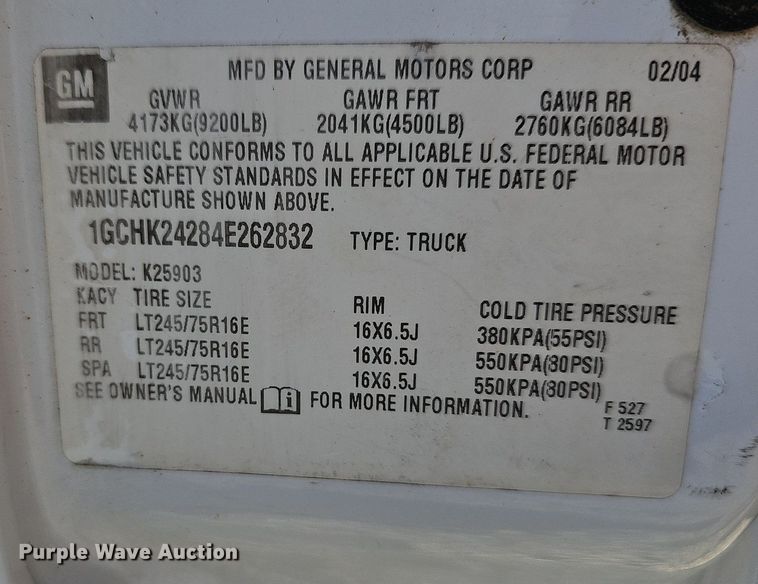 GM
MFD BY GENERAL MOTORS CORP 02/04
GVWR GAWR FRT GAWR RR
4173KG(9200LB) 2041KG(4500LB) 2760KG(6084LB)
THIS VEHICLE CONFORMS TO ALL APPLICABLE U.S. FEDERAL MOTOR
VEHICLE SAFETY STANDARDS IN EFFECT ON THE DATE OF
MANUFACTURE SHOWN ABOVE.
1GCHK24284E262832 TYPE: TRUCK
MODEL: K25903
KACY TIRE SIZE RIM COLD TIRE PRESSURE
FRT LT245/75R16E 16X6.5J 380KPA(55PSI)
RR LT245/75R16E 16X6.5J 550KPA(80PSI)
SPA LT245/75R16E 16X6.5J 550KPA(80PSI)
SEE OWNER'S MANUAL i FOR MORE INFORMATION.
F 527
T 2597
Purple Wave Auction